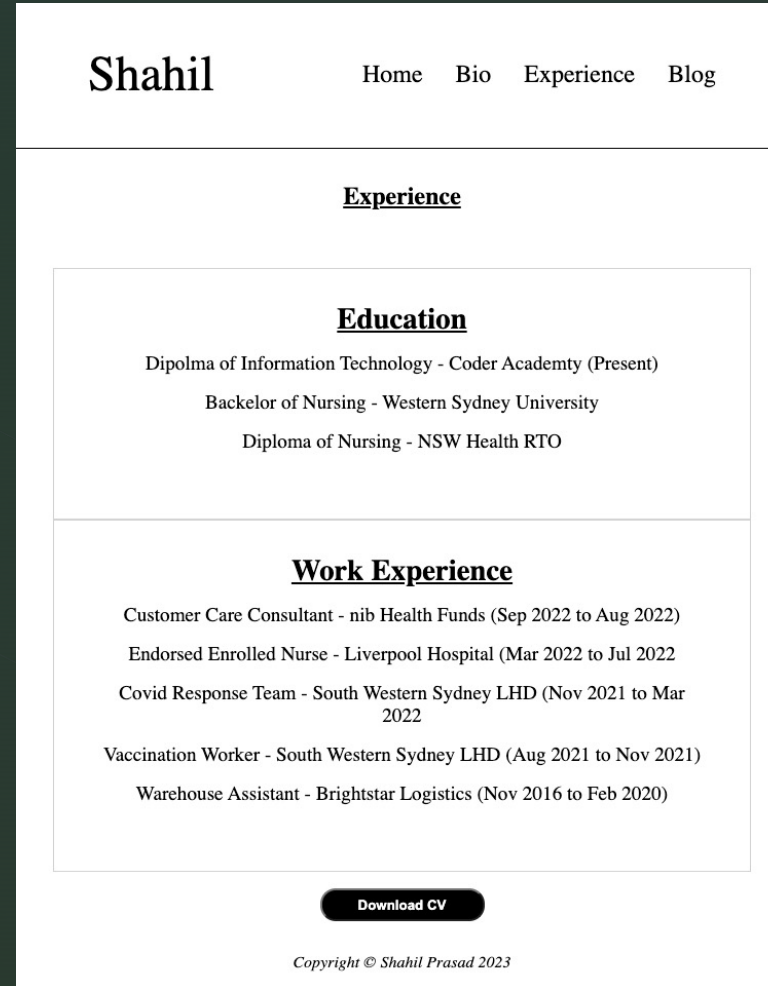 Shahil
Home Bio Experience Blog
Experience
Education
Dipolma of Information Technology - Coder Academty (Present)
Backelor of Nursing - Western Sydney University
Diploma of Nursing - NSW Health RTO
Work Experience
Customer Care Consultant - nib Health Funds (Sep 2022 to Aug 2022)
Endorsed Enrolled Nurse - Liverpool Hospital (Mar 2022 to Jul 2022
Covid Response Team - South Western Sydney LHD (Nov 2021 to Mar
2022
Vaccination Worker - South Western Sydney LHD (Aug 2021 to Nov 2021)
Warehouse Assistant - Brightstar Logistics (Nov 2016 to Feb 2020)
Download CV
Copyright © Shahil Prasad 2023